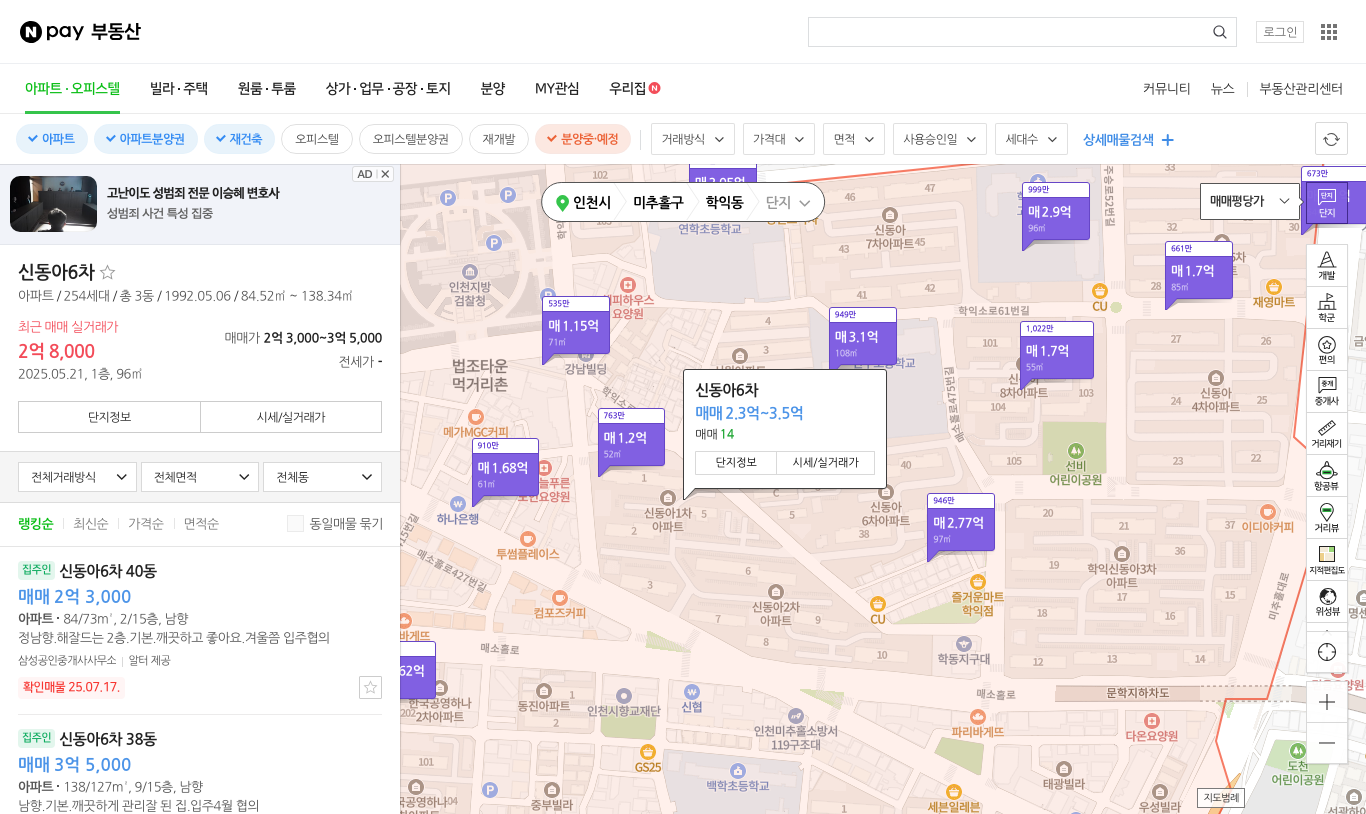 N pay 부동산
로그인
아파트·오피스텔 빌라·주택 원룸·투룸 상가·업무·공장·토지 분양 MY관심 우리집 N
커뮤니티 뉴스 부동산관리센터
아파트 아파트분양권 재건축 오피스텔 오피스텔분양권 재개발 분양중·예정 거래방식 가격대 면적 사용승인일 세대수 상세매물검색
AD
고난이도 성범죄 전문 이승혜 변호사
성범죄 사건 특성 집중
신동아6차
아파트 / 254세대 / 총 3동 / 1992.05.06 / 84.52㎡ ~ 138.34㎡
최근 매매 실거래가
2억 8,000
2025.05.21, 1층, 96㎡
매매가 2억 3,000~3억 5,000
전세가 -
단지정보 시세/실거래가
전체거래방식 전체면적 전체동
랭킹순 최신순 가격순 면적순 동일매물 묶기
집주인 신동아6차 40동
매매 2억 3,000
아파트 · 84/73㎡, 2/15층, 남향
정남향.해잘드는 2층.기본.깨끗하고 좋아요.겨울쯤 입주협의
삼성공인중개사사무소 알터 제공
확인매물 25.07.17.
집주인 신동아6차 38동
매매 3억 5,000
아파트 · 138/127㎡, 9/15층, 남향
남향.기본.깨끗하게 관리잘 된 집.입주4월 협의
인천시 미추홀구 학익동 단지
연학초등학교
인천지방
검찰청
535만
매 1.15억
71㎡
강남빌딩
법조타운
먹거리촌
메가MGC커피
910만
매 1.68억
61㎡
763만
매 1.2억
52㎡
하나은행
투썸플레이스
매소홀로427번길
컴포즈커피
신동아1차
아파트
949만
매 3.1억
108㎡
신동아6차
매매 2.3억~3.5억
매매 14
단지정보 시세/실거래가
신동아
6차아파트
946만
매 2.77억
97㎡
999만
매 2.9억
96㎡
신동아
7차아파트
661만
매 1.7억
85㎡
CU
재영마트
학익소로61번길
1,022만
매 1.7억
55㎡
8차아파트
신동아
4차아파트
매소홀로475번길
선비
어린이공원
이디야커피
학익신동아3차
아파트
즐거운마트
학익점
CU
신동아2차
아파트
학동지구대
매소홀로
매소홀로
문학지하차도
미추홀대로
62억
한국공영하나
2차아파트
동진아파트
인천시향교재단
신협
인천미추홀소방서
119구조대
파리바게뜨
다온요양원
GS25
백학초등학교
중부빌라
세븐일레븐
태광빌라
우성빌라
도천
어린이공원
지도범례
매매평당가
673만
단지
단지
개발
학군
편의
중개
중개사
거리재기
항공뷰
거리뷰
지적편집도
위성뷰